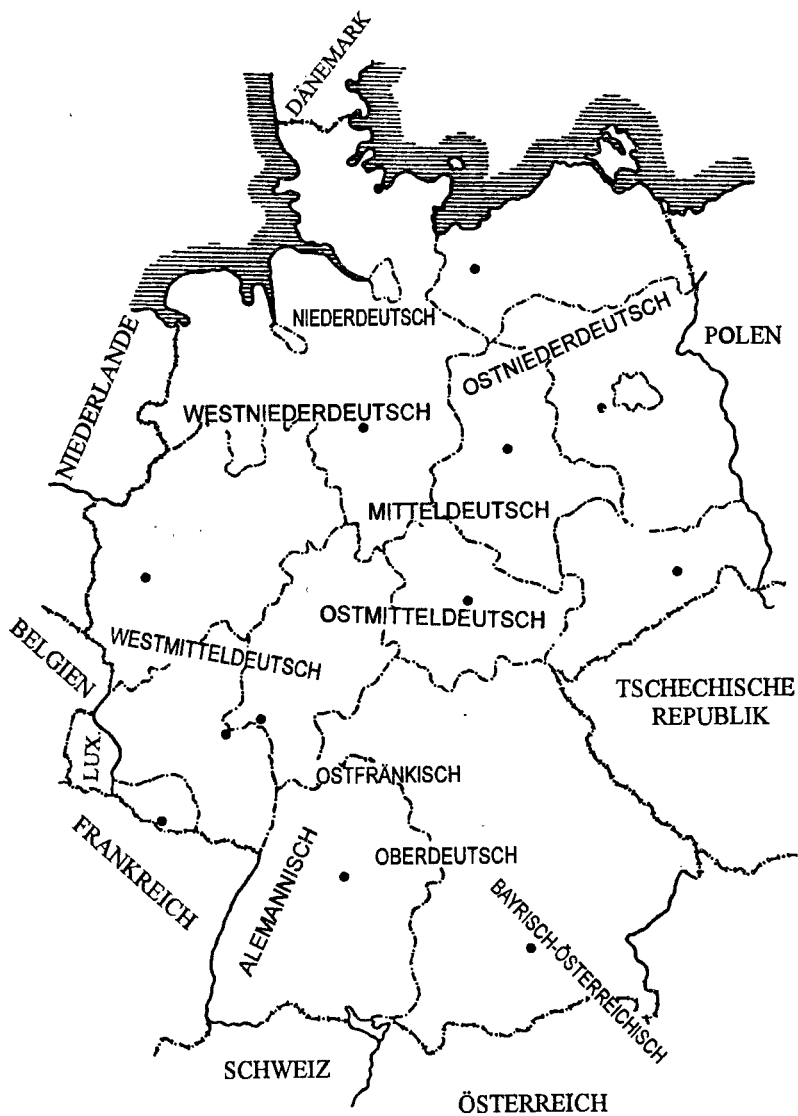 DÄNEMARK
NIEDERDEUTSCH
OSTNIEDERDEUTSCH
POLEN
NIEDERLANDE
WESTNIEDERDEUTSCH
MITTELDEUTSCH
OSTMITTELDEUTSCH
WESTMITTELDEUTSCH
BELGIEN
TSCHECHISCHE
REPUBLIK
LUX.
OSTFRÄNKISCH
FRANKREICH
OBERDEUTSCH
ALEMANNISCH
BAYRISCH-ÖSTERREICHISCH
SCHWEIZ
ÖSTERREICH